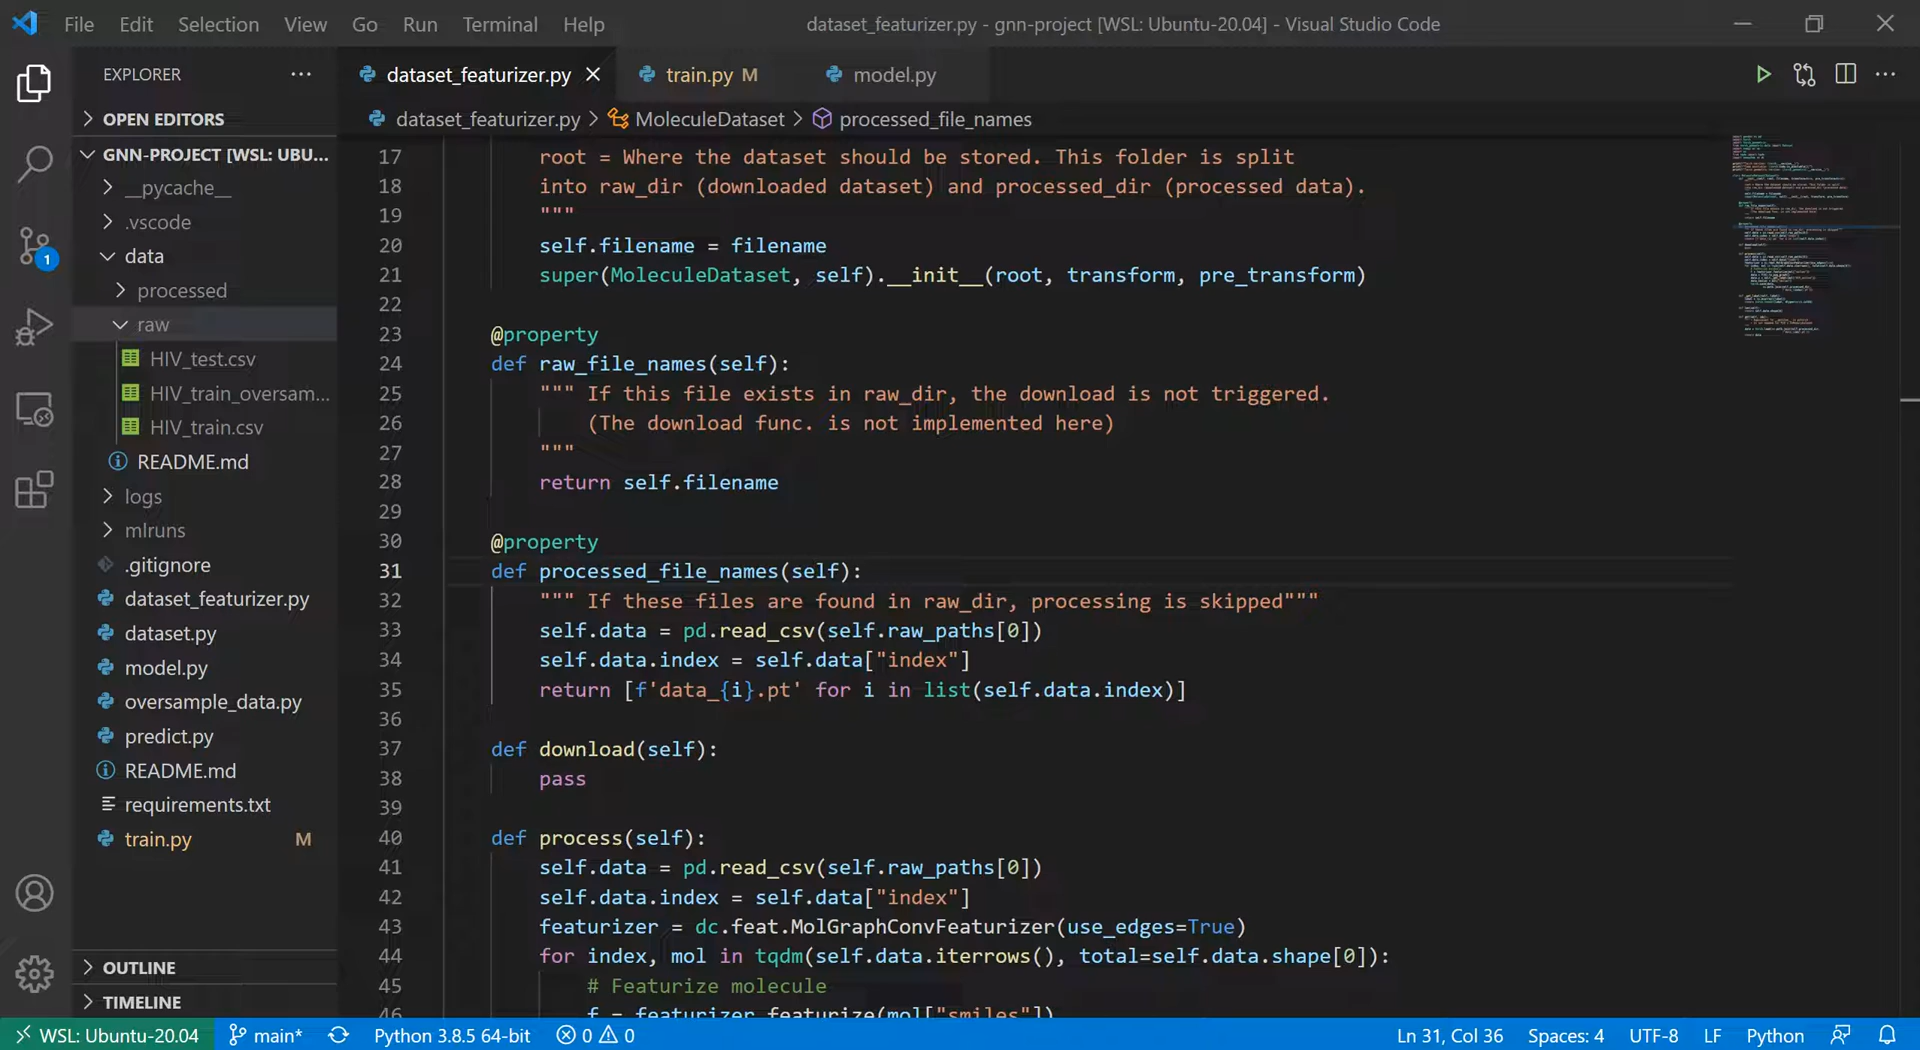 File Edit Selection View Go Run Terminal Help
dataset_featurizer.py - gnn-project [WSL: Ubuntu-20.04] - Visual Studio Code
EXPLORER
dataset_featurizer.py
train.py M
model.py
OPEN EDITORS
dataset_featurizer.py > MoleculeDataset > processed_file_names
GNN-PROJECT [WSL: UBU...
__pycache__
.vscode
data
processed
raw
HIV_test.csv
HIV_train_oversam...
HIV_train.csv
README.md
logs
mlruns
.gitignore
dataset_featurizer.py
dataset.py
model.py
oversample_data.py
predict.py
README.md
requirements.txt
train.py M
OUTLINE
TIMELINE
1
17 root = Where the dataset should be stored. This folder is split
18 into raw_dir (downloaded dataset) and processed_dir (processed data).
19 """
20 self.filename = filename
21 super(MoleculeDataset, self).__init__(root, transform, pre_transform)
22
23 @property
24 def raw_file_names(self):
25 """ If this file exists in raw_dir, the download is not triggered.
26 (The download func. is not implemented here)
27 """
28 return self.filename
29
30 @property
31 def processed_file_names(self):
32 """ If these files are found in raw_dir, processing is skipped"""
33 self.data = pd.read_csv(self.raw_paths[0])
34 self.data.index = self.data["index"]
35 return [f'data_{i}.pt' for i in list(self.data.index)]
36
37 def download(self):
38 pass
39
40 def process(self):
41 self.data = pd.read_csv(self.raw_paths[0])
42 self.data.index = self.data["index"]
43 featurizer = dc.feat.MolGraphConvFeaturizer(use_edges=True)
44 for index, mol in tqdm(self.data.iterrows(), total=self.data.shape[0]):
45 # Featurize molecule
46 f = featurizer.featurize(mol["smiles"])
WSL: Ubuntu-20.04 main* Python 3.8.5 64-bit 0 0 Ln 31, Col 36 Spaces: 4 UTF-8 LF Python